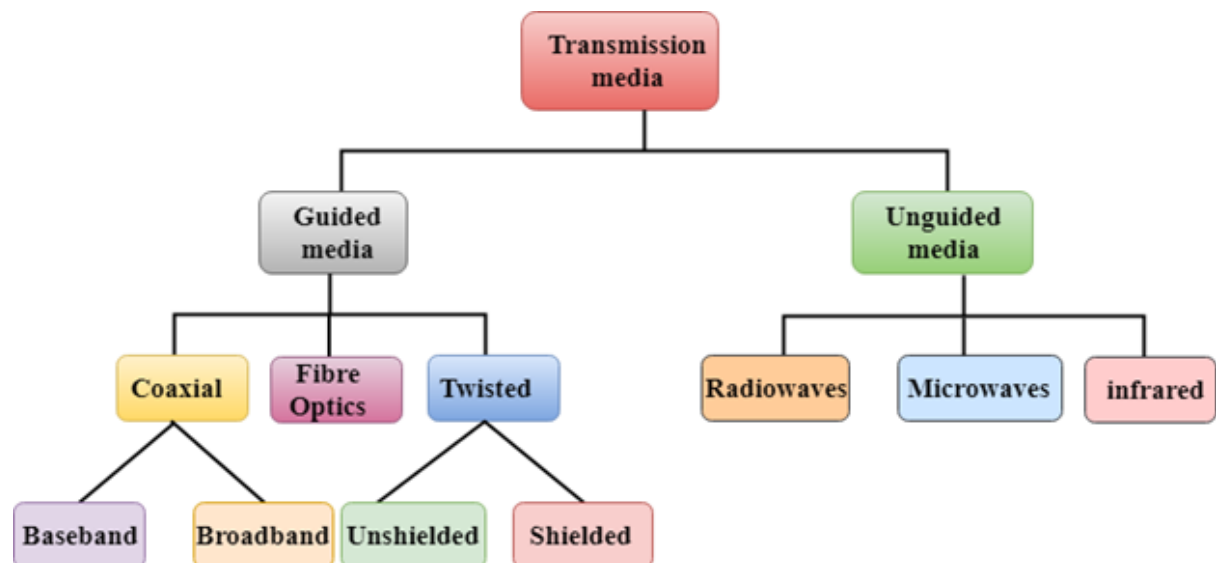 Transmission
media
Guided
media
Unguided
media
Coaxial
Fibre
Optics
Twisted
Radiowaves
Microwaves
infrared
Baseband
Broadband
Unshielded
Shielded